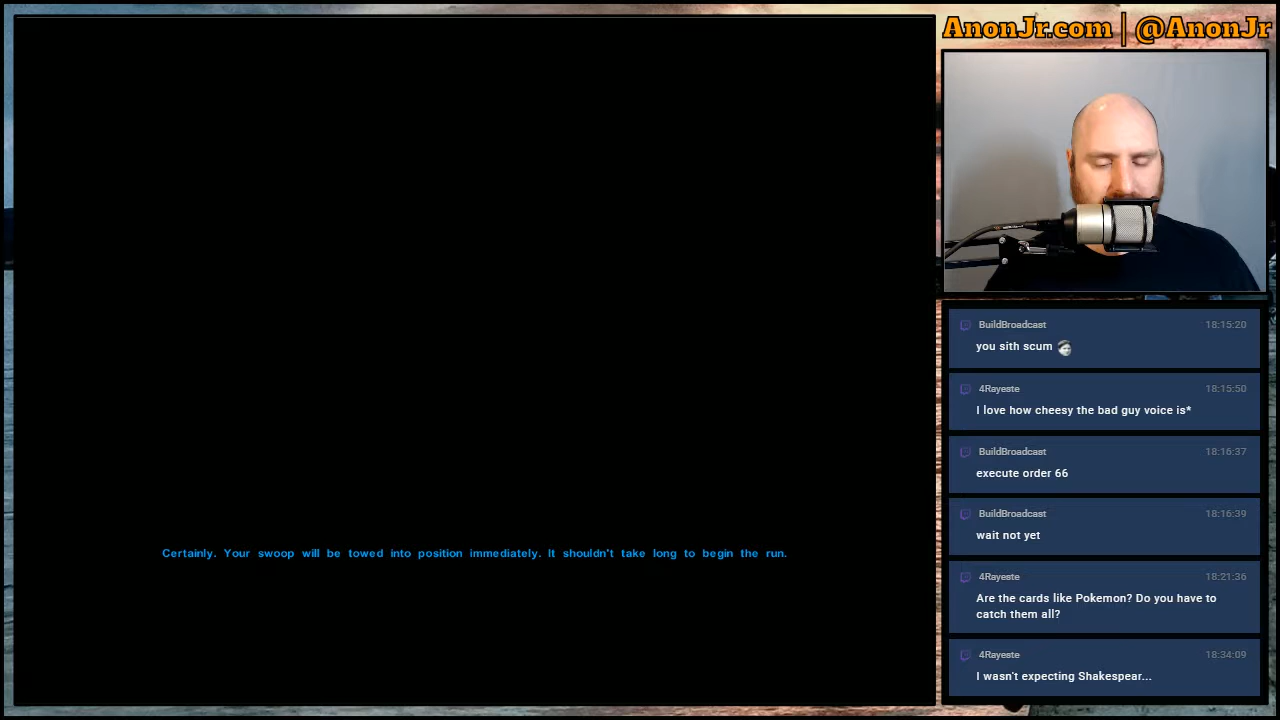 AnonJr.com | @AnonJr
BuildBroadcast 18:15:20
you sith scum
4Rayeste 18:15:50
I love how cheesy the bad guy voice is*
BuildBroadcast 18:16:37
execute order 66
BuildBroadcast 18:16:39
wait not yet
4Rayeste 18:21:36
Are the cards like Pokemon? Do you have to
catch them all?
4Rayeste 18:34:09
I wasn't expecting Shakespear...
Certainly. Your swoop will be towed into position immediately. It shouldn't take long to begin the run.